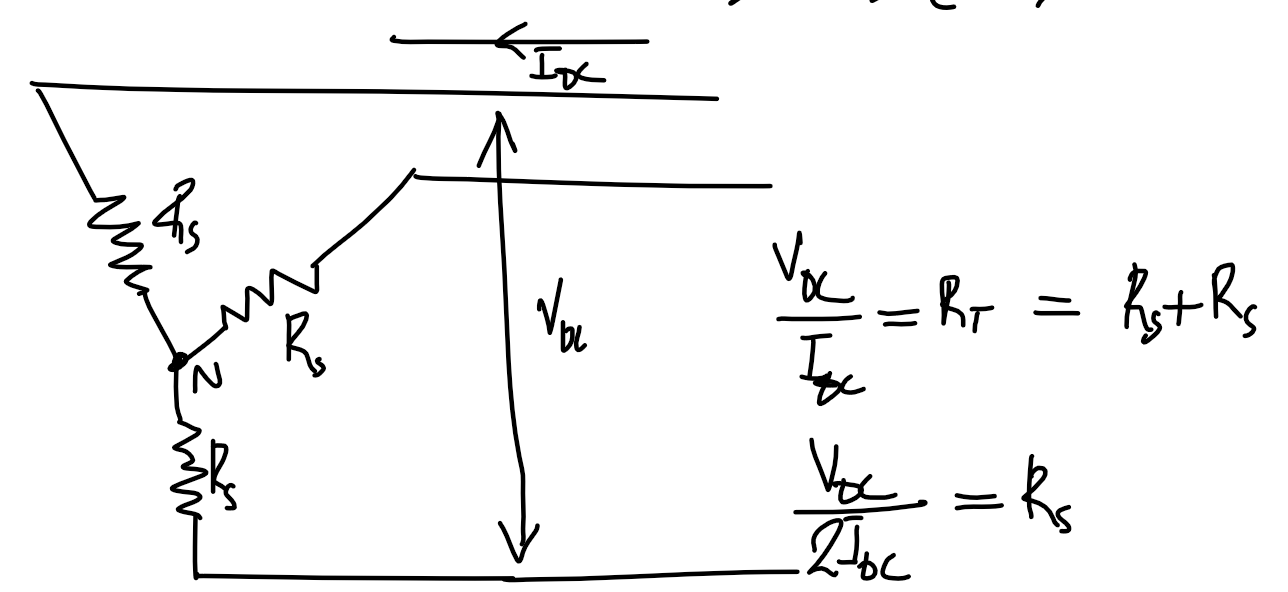 I_DC
R_s
R_s
V_DC
N
R_s
V_DC / I_DC = R_T = R_s + R_s
V_DC / 2I_DC = R_s